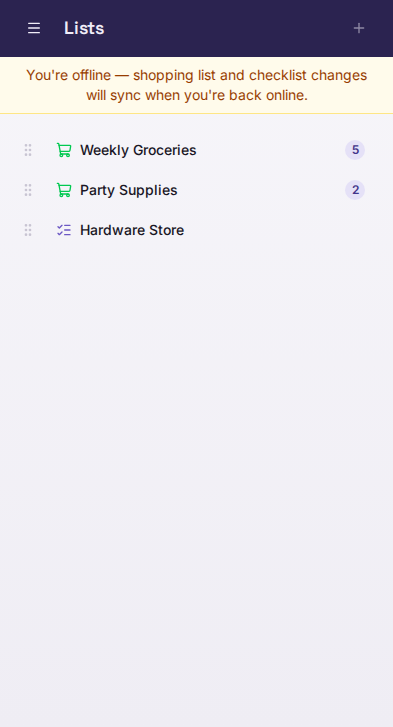 Lists
You're offline — shopping list and checklist changes
will sync when you're back online.
Weekly Groceries 5
Party Supplies 2
Hardware Store